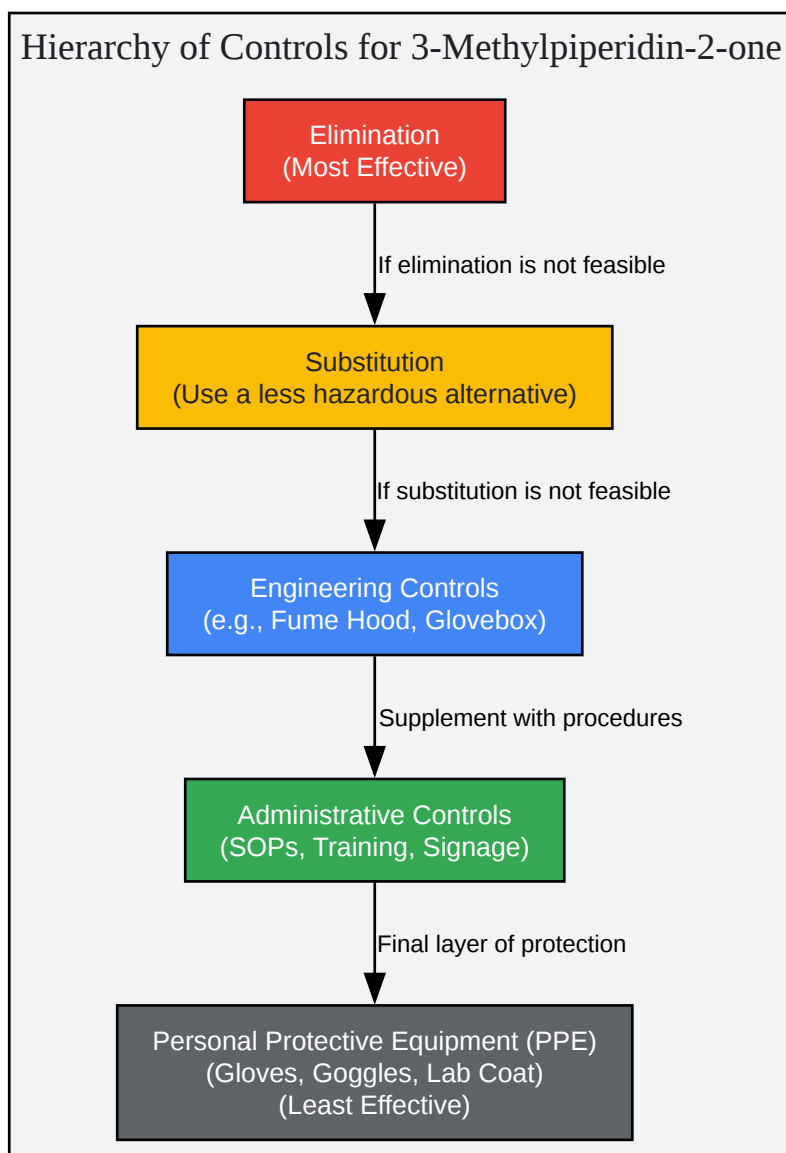 Hierarchy of Controls for 3-Methylpiperidin-2-one
Elimination
(Most Effective)
If elimination is not feasible
Substitution
(Use a less hazardous alternative)
If substitution is not feasible
Engineering Controls
(e.g., Fume Hood, Glovebox)
Supplement with procedures
Administrative Controls
(SOPs, Training, Signage)
Final layer of protection
Personal Protective Equipment (PPE)
(Gloves, Goggles, Lab Coat)
(Least Effective)